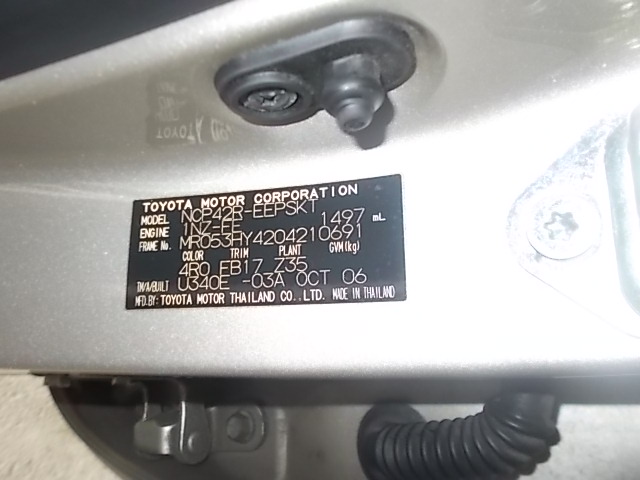 TOYOTA MOTOR CORPORATION
MODEL NCP42R-EEPSKT
ENGINE 1NZ-FE 1497 mL
FRAME No. MR053HY4204210691
COLOR TRIM PLANT GVM(kg)
4R0 FB17 Z35
TM/A/BUILT U340E -03A OCT 06
MFD.BY: TOYOTA MOTOR THAILAND CO.,LTD. MADE IN THAILAND